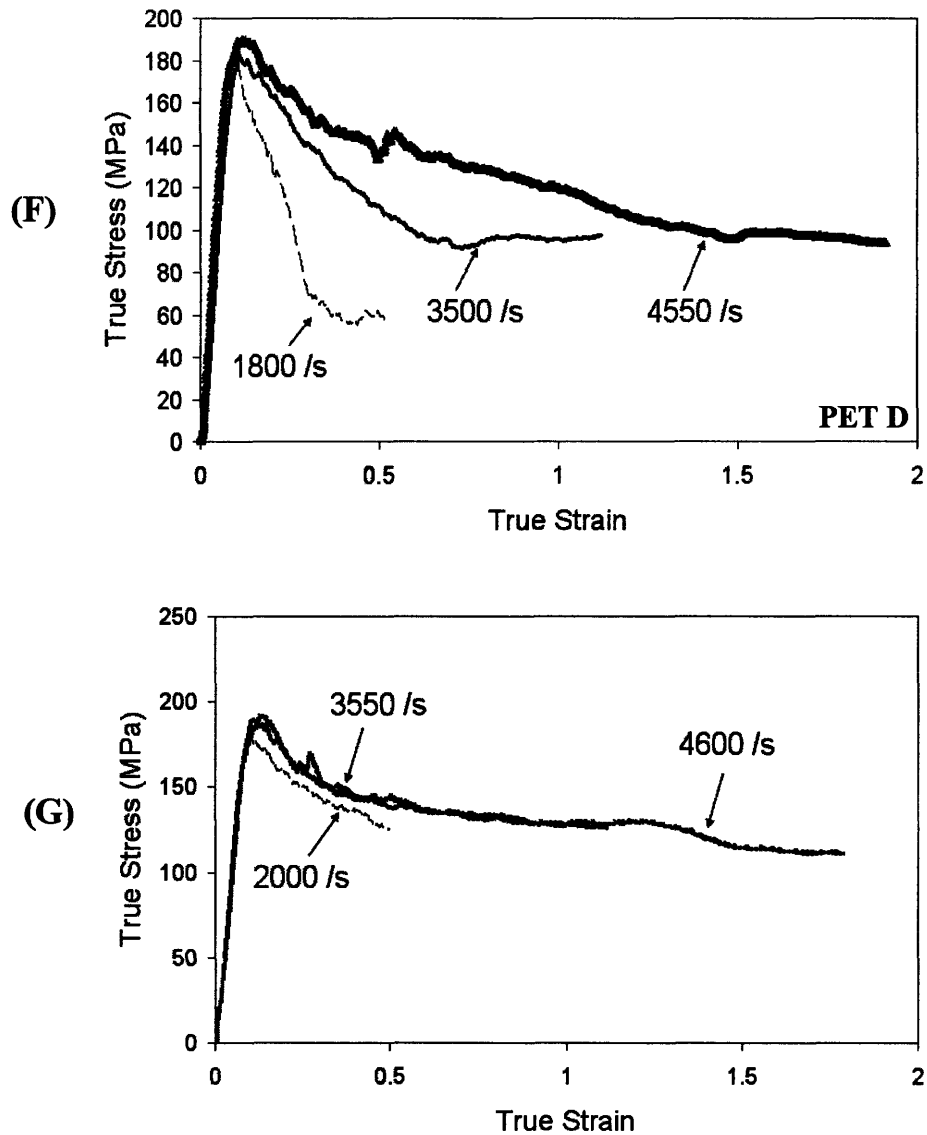 (F)
True Stress (MPa)
200
180
160
140
120
100
80
60
40
20
0
1800 /s
3500 /s
4550 /s
PET D
0
0.5
1
1.5
2
True Strain
(G)
True Stress (MPa)
250
200
150
100
50
0
3550 /s
4600 /s
2000 /s
0
0.5
1
1.5
2
True Strain